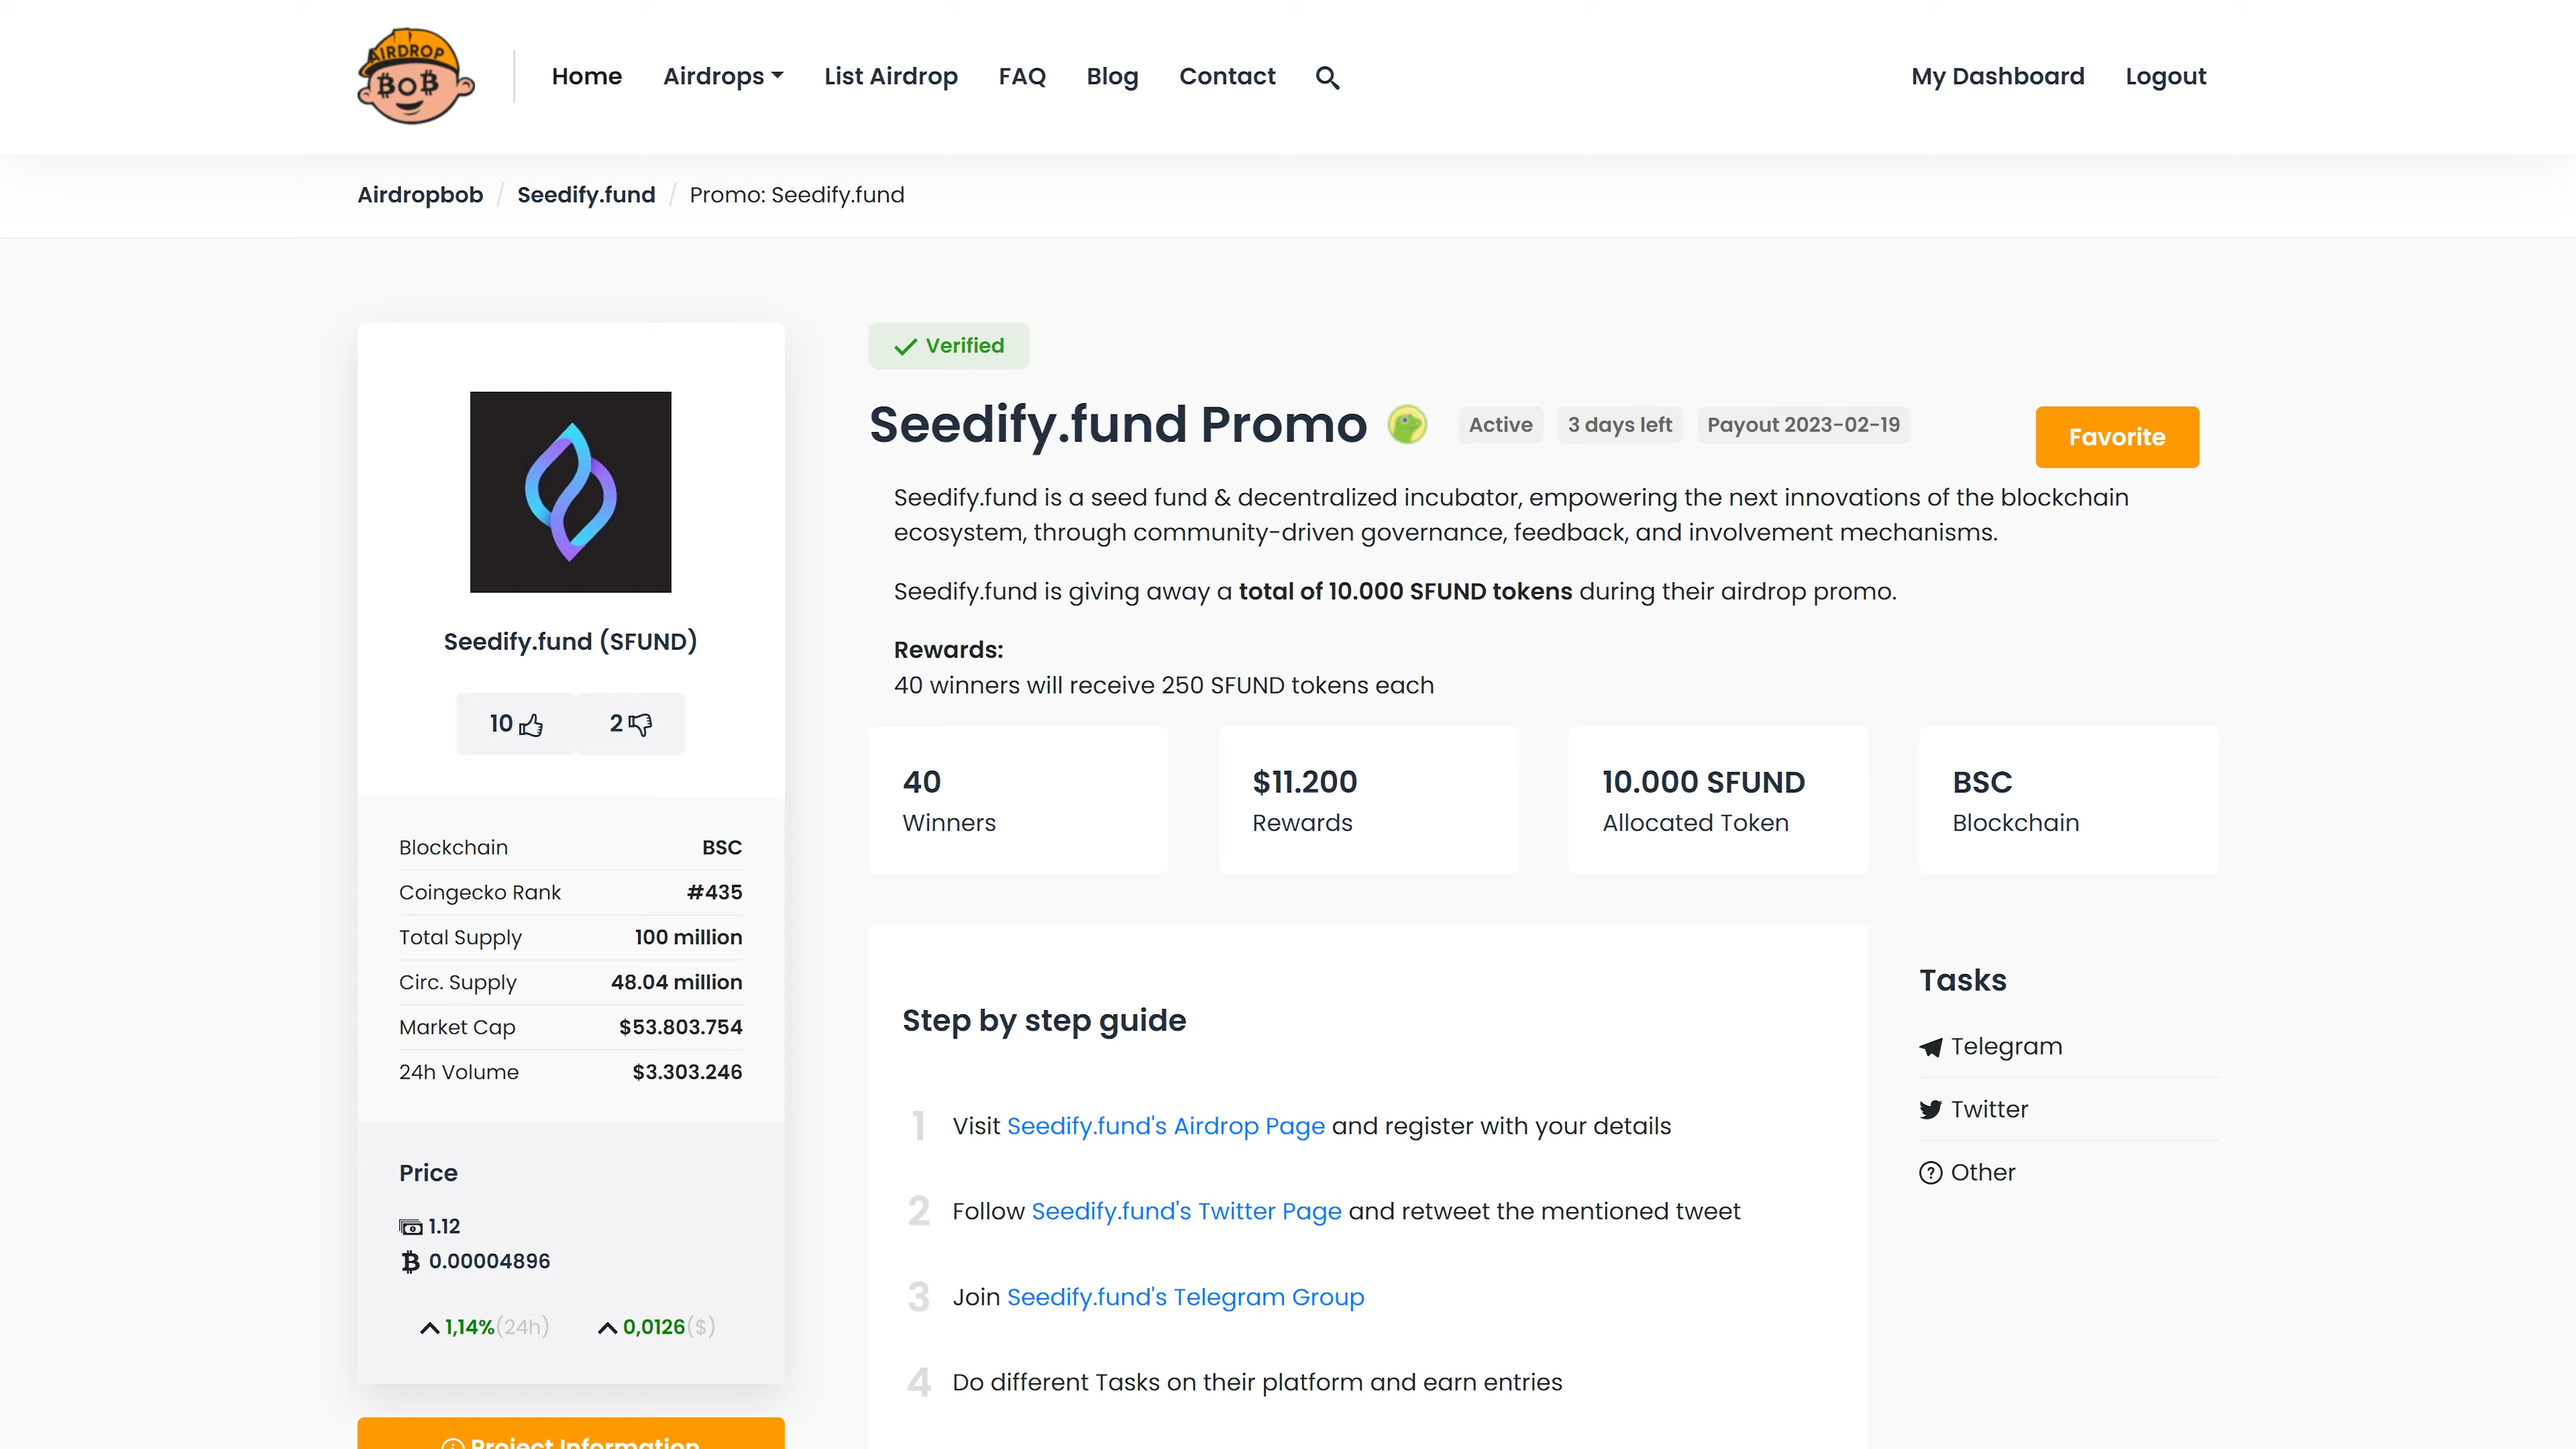 AIRDROP
BOB
Home
Airdrops
List Airdrop
FAQ
Blog
Contact
My Dashboard
Logout
Airdropbob / Seedify.fund / Promo: Seedify.fund
Seedify.fund (SFUND)
10
2
Blockchain BSC
Coingecko Rank #435
Total Supply 100 million
Circ. Supply 48.04 million
Market Cap $53.803.754
24h Volume $3.303.246
Price
1.12
0.00004896
1,14%(24h) 0,0126($)
Project Information
Verified
Seedify.fund Promo
Active
3 days left
Payout 2023-02-19
Favorite
Seedify.fund is a seed fund & decentralized incubator, empowering the next innovations of the blockchain
ecosystem, through community-driven governance, feedback, and involvement mechanisms.
Seedify.fund is giving away a total of 10.000 SFUND tokens during their airdrop promo.
Rewards:
40 winners will receive 250 SFUND tokens each
40
Winners
$11.200
Rewards
10.000 SFUND
Allocated Token
BSC
Blockchain
Step by step guide
1 Visit Seedify.fund's Airdrop Page and register with your details
2 Follow Seedify.fund's Twitter Page and retweet the mentioned tweet
3 Join Seedify.fund's Telegram Group
4 Do different Tasks on their platform and earn entries
Tasks
Telegram
Twitter
Other